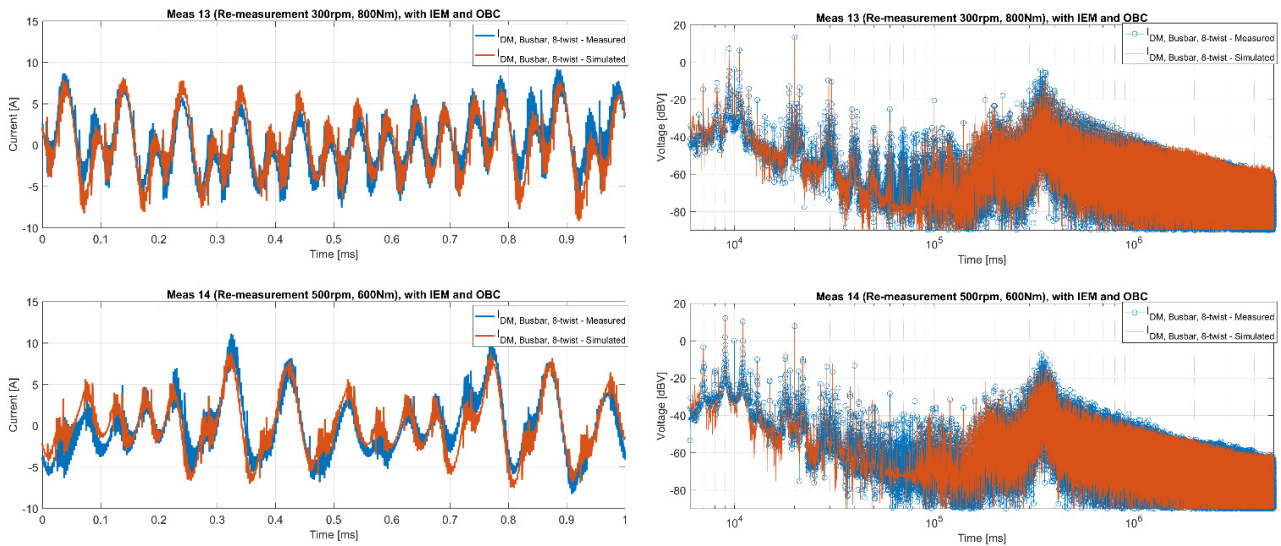 Meas 13 (Re-measurement 300rpm, 800Nm), with IEM and OBC
I DM, Busbar, 8-twist - Measured
I DM, Busbar, 8-twist - Simulated
Current [A]
15
10
5
0
-5
-10
0 0.1 0.2 0.3 0.4 0.5 0.6 0.7 0.8 0.9 1
Time [ms]
Meas 13 (Re-measurement 300rpm, 800Nm), with IEM and OBC
I DM, Busbar, 8-twist - Measured
I DM, Busbar, 8-twist - Simulated
Voltage [dBV]
20
0
-20
-40
-60
-80
10^4 10^5 10^6
Time [ms]
Meas 14 (Re-measurement 500rpm, 600Nm), with IEM and OBC
I DM, Busbar, 8-twist - Measured
I DM, Busbar, 8-twist - Simulated
Current [A]
15
10
5
0
-5
-10
0 0.1 0.2 0.3 0.4 0.5 0.6 0.7 0.8 0.9 1
Time [ms]
Meas 14 (Re-measurement 500rpm, 600Nm), with IEM and OBC
I DM, Busbar, 8-twist - Measured
I DM, Busbar, 8-twist - Simulated
Voltage [dBV]
20
0
-20
-40
-60
-80
10^4 10^5 10^6
Time [ms]